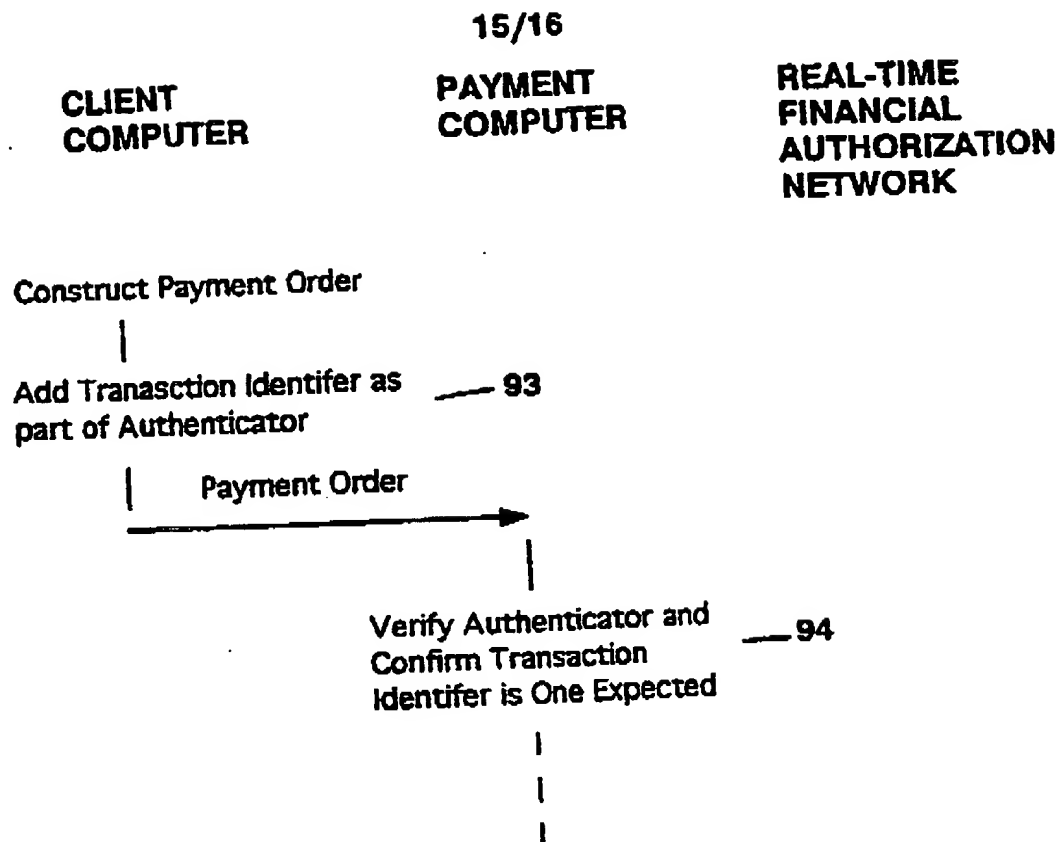 15/16
CLIENT
COMPUTER
PAYMENT
COMPUTER
REAL-TIME
FINANCIAL
AUTHORIZATION
NETWORK
Construct Payment Order
Add Tranasction Identifer as
part of Authenticator
93
Payment Order
Verify Authenticator and
Confirm Transaction
Identifer is One Expected
94